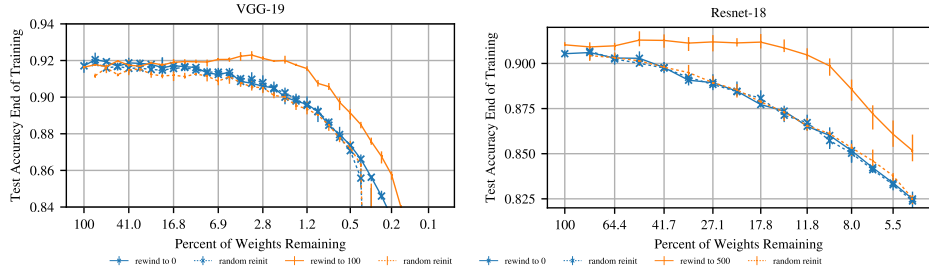 VGG-19
Test Accuracy End of Training
0.94
0.92
0.90
0.88
0.86
0.84
100 41.0 16.8 6.9 2.8 1.2 0.5 0.2 0.1
Percent of Weights Remaining
rewind to 0 random reinit rewind to 100 random reinit
Resnet-18
Test Accuracy End of Training
0.900
0.875
0.850
0.825
100 64.4 41.7 27.1 17.8 11.8 8.0 5.5
Percent of Weights Remaining
rewind to 0 random reinit rewind to 500 random reinit